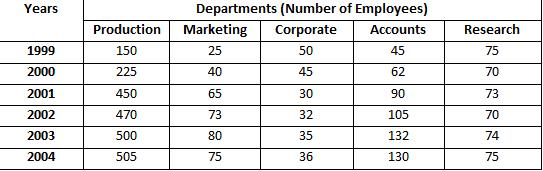 Years Departments (Number of Employees)
Production Marketing Corporate Accounts Research
1999 150 25 50 45 75
2000 225 40 45 62 70
2001 450 65 30 90 73
2002 470 73 32 105 70
2003 500 80 35 132 74
2004 505 75 36 130 75